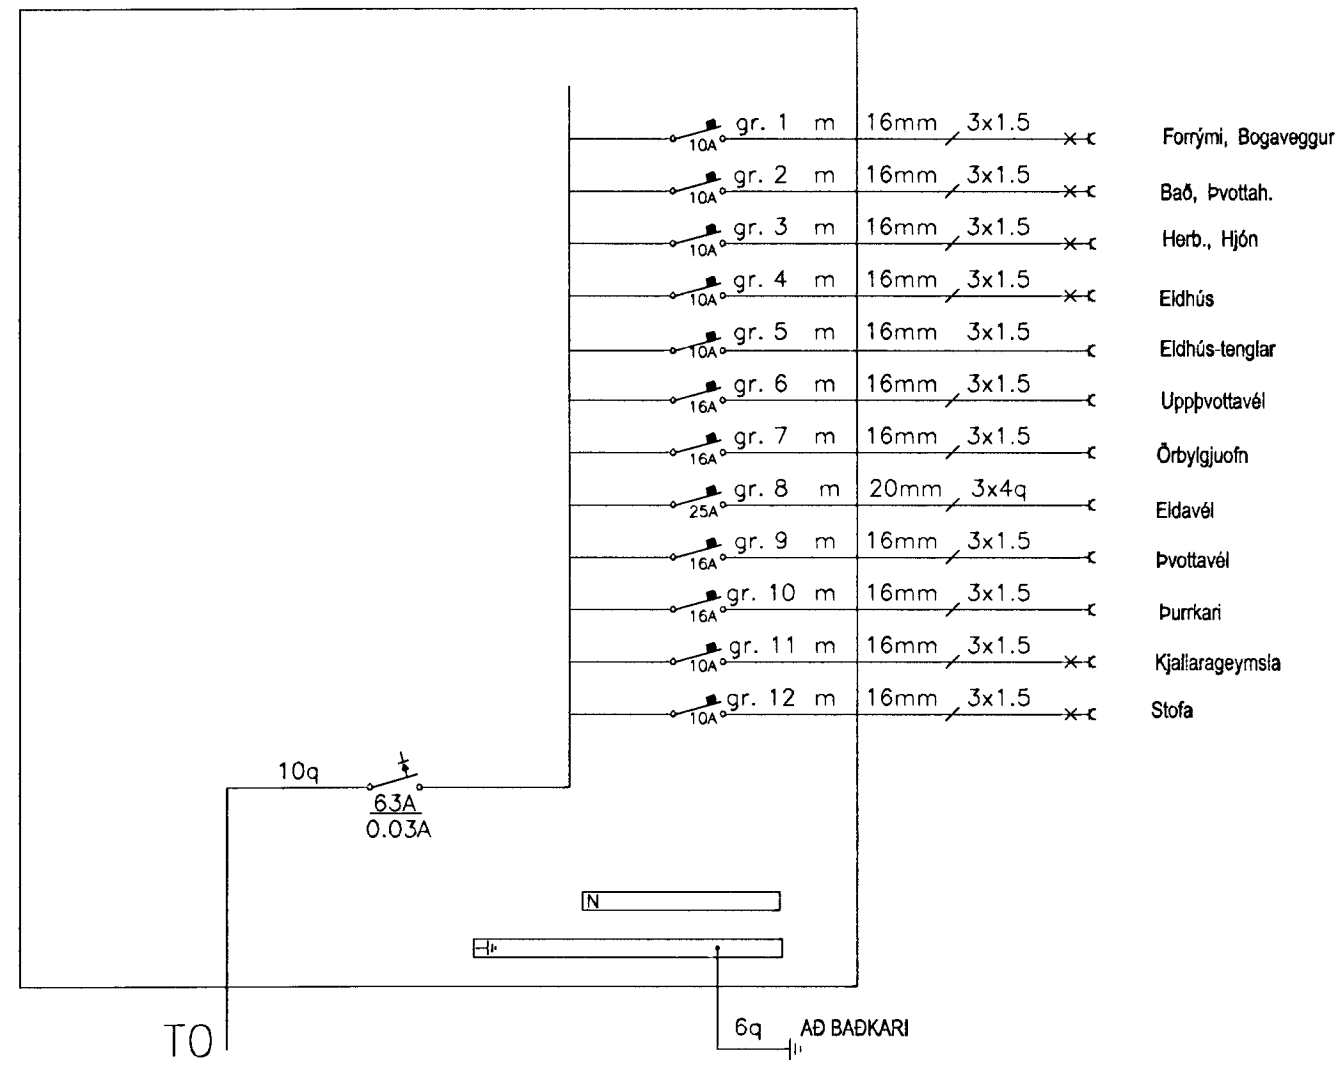 gr. 1 m 16mm 3x1.5 Forrými, Bogaveggur
10A
gr. 2 m 16mm 3x1.5 Bað, Þvottah.
10A
gr. 3 m 16mm 3x1.5 Herb., Hjón
10A
gr. 4 m 16mm 3x1.5 Eldhús
10A
gr. 5 m 16mm 3x1.5 Eldhús-tenglar
10A
gr. 6 m 16mm 3x1.5 Uppþvottavél
16A
gr. 7 m 16mm 3x1.5 Örbylgjuofn
16A
gr. 8 m 20mm 3x4q Eldavél
25A
gr. 9 m 16mm 3x1.5 Þvottavél
16A
gr. 10 m 16mm 3x1.5 Þurrkari
16A
gr. 11 m 16mm 3x1.5 Kjallarageymsla
10A
gr. 12 m 16mm 3x1.5 Stofa
10A
10q
63A
0.03A
N
6q AÐ BAÐKARI
TO